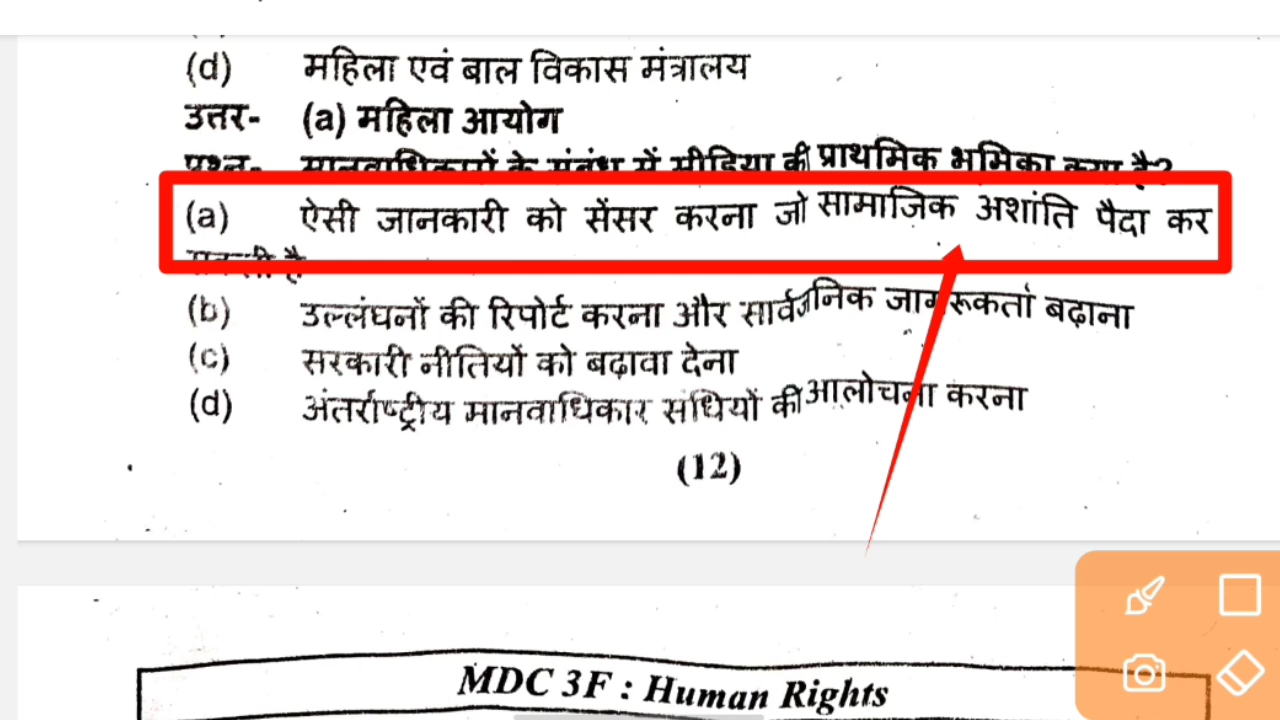 (d) महिला एवं बाल विकास मंत्रालय
उत्तर- (a) महिला आयोग
प्रश्न- मानवाधिकारों के संबंध में मीडिया की प्राथमिक भूमिका क्या है?
(a) ऐसी जानकारी को सेंसर करना जो सामाजिक अशांति पैदा कर
सकती है
(b) उल्लंघनों की रिपोर्ट करना और सार्वजनिक जागरूकता बढ़ाना
(c) सरकारी नीतियों को बढ़ावा देना
(d) अंतर्राष्ट्रीय मानवाधिकार संधियों की आलोचना करना
(12)
MDC 3F : Human Rights